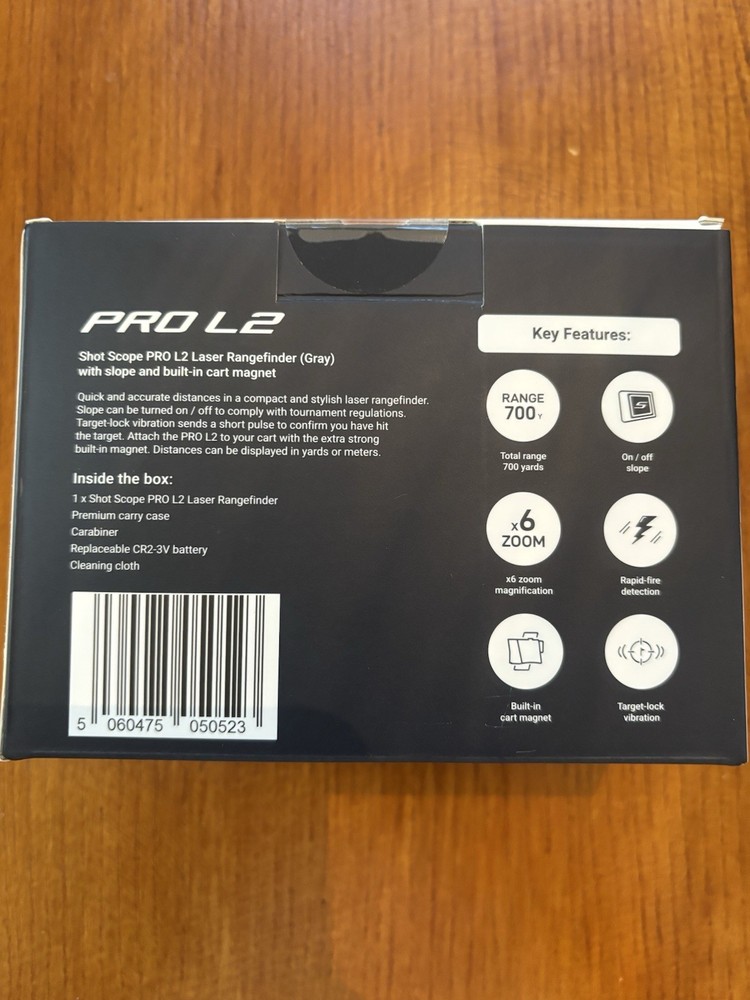 PRO L2
Shot Scope PRO L2 Laser Rangefinder (Gray)
with slope and built-in cart magnet
Quick and accurate distances in a compact and stylish laser rangefinder.
Slope can be turned on / off to comply with tournament regulations.
Target-lock vibration sends a short pulse to confirm you have hit
the target. Attach the PRO L2 to your cart with the extra strong
built-in magnet. Distances can be displayed in yards or meters.
Inside the box:
1 x Shot Scope PRO L2 Laser Rangefinder
Premium carry case
Carabiner
Replaceable CR2-3V battery
Cleaning cloth
5 060475 050523
Key Features:
RANGE
700Y
Total range
700 yards
S
On / off
slope
x6
ZOOM
x6 zoom
magnification
Rapid-fire
detection
Built-in
cart magnet
Target-lock
vibration